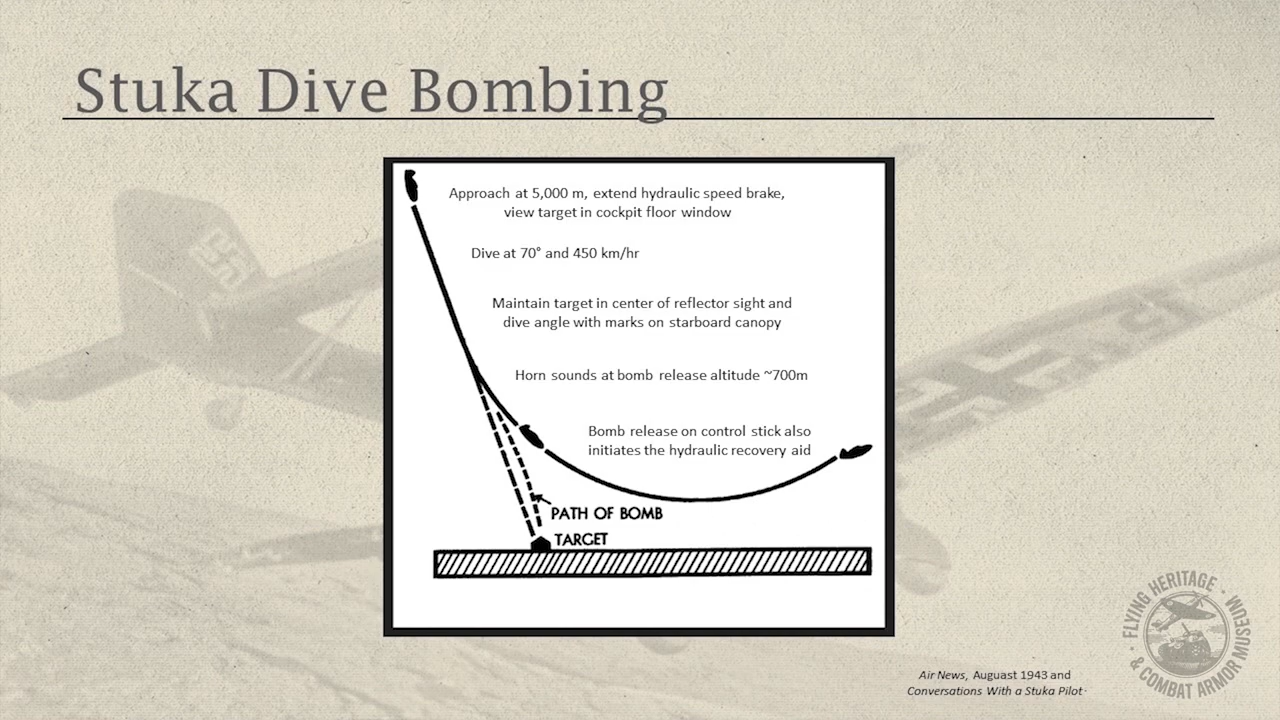 Stuka Dive Bombing
Approach at 5,000 m, extend hydraulic speed brake,
view target in cockpit floor window
Dive at 70° and 450 km/hr
Maintain target in center of reflector sight and
dive angle with marks on starboard canopy
Horn sounds at bomb release altitude ~700m
Bomb release on control stick also
initiates the hydraulic recovery aid
PATH OF BOMB
TARGET
FLYING HERITAGE
& COMBAT ARMOR MUSEUM
Air News, Auguast 1943 and
Conversations With a Stuka Pilot